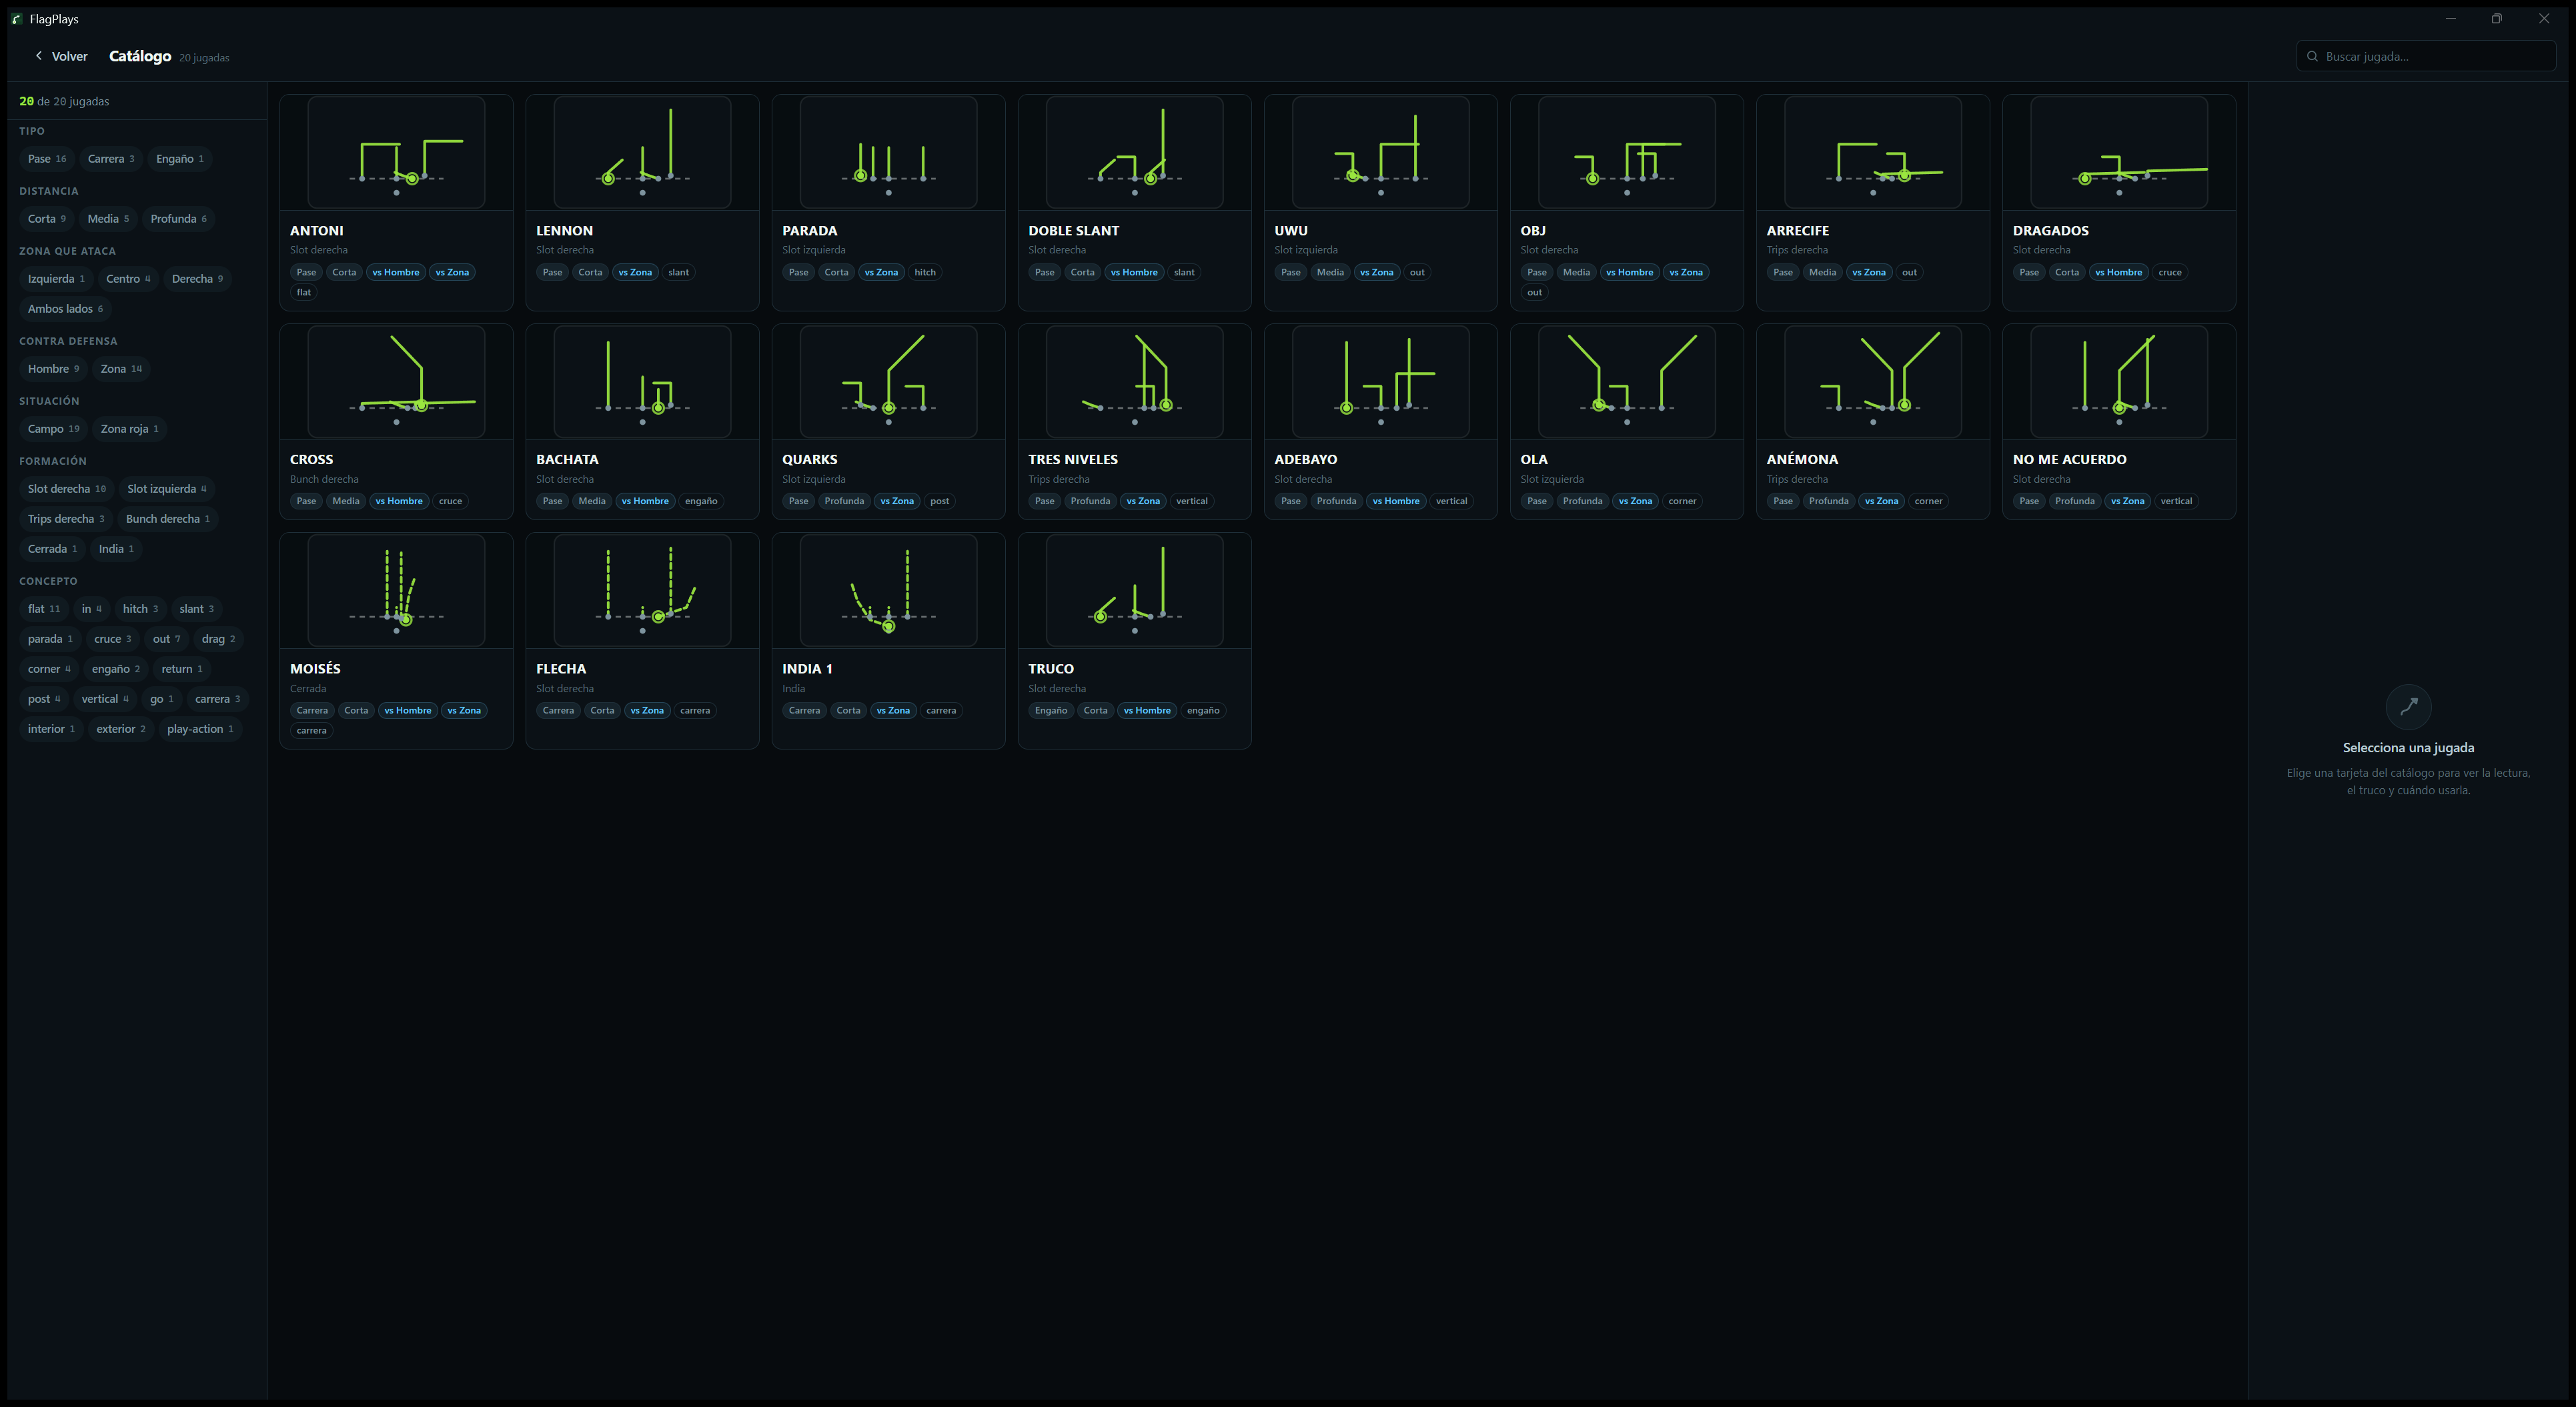 FlagPlays
Volver Catálogo 20 jugadas
Buscar jugada...
20 de 20 jugadas
TIPO
Pase 16 Carrera 3 Engaño 1
DISTANCIA
Corta 9 Media 5 Profunda 6
ZONA QUE ATACA
Izquierda 1 Centro 4 Derecha 9
Ambos lados 6
CONTRA DEFENSA
Hombre 9 Zona 14
SITUACIÓN
Campo 19 Zona roja 1
FORMACIÓN
Slot derecha 10 Slot izquierda 4
Trips derecha 3 Bunch derecha 1
Cerrada 1 India 1
CONCEPTO
flat 11 in 4 hitch 3 slant 3
parada 1 cruce 3 out 7 drag 2
corner 4 engaño 2 return 1
post 4 vertical 4 go 1 carrera 3
interior 1 exterior 2 play-action 1
ANTONI
Slot derecha
Pase Corta vs Hombre vs Zona
flat
LENNON
Slot derecha
Pase Corta vs Zona slant
PARADA
Slot izquierda
Pase Corta vs Zona hitch
DOBLE SLANT
Slot derecha
Pase Corta vs Hombre slant
UWU
Slot izquierda
Pase Media vs Zona out
OBJ
Slot derecha
Pase Media vs Hombre vs Zona
out
ARRECIFE
Trips derecha
Pase Media vs Zona out
DRAGADOS
Slot derecha
Pase Corta vs Hombre cruce
CROSS
Bunch derecha
Pase Media vs Hombre cruce
BACHATA
Slot derecha
Pase Media vs Hombre engaño
QUARKS
Slot izquierda
Pase Profunda vs Zona post
TRES NIVELES
Trips derecha
Pase Profunda vs Zona vertical
ADEBAYO
Slot derecha
Pase Profunda vs Hombre vertical
OLA
Slot izquierda
Pase Profunda vs Zona corner
ANÉMONA
Trips derecha
Pase Profunda vs Zona corner
NO ME ACUERDO
Slot derecha
Pase Profunda vs Zona vertical
MOISÉS
Cerrada
Carrera Corta vs Hombre vs Zona
carrera
FLECHA
Slot derecha
Carrera Corta vs Zona carrera
INDIA 1
India
Carrera Corta vs Zona carrera
TRUCO
Slot derecha
Engaño Corta vs Hombre engaño
Selecciona una jugada
Elige una tarjeta del catálogo para ver la lectura,
el truco y cuándo usarla.